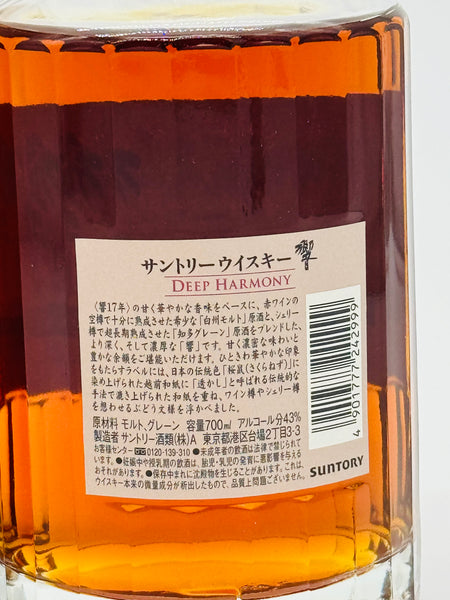 サントリーウイスキー 響
DEEP HARMONY
〈響17年〉の甘く華やかな香味をベースに、赤ワインの
空樽で十分に熟成させた希少な「白州モルト」原酒と、シェリー
樽で超長期熟成させた「知多グレーン」原酒をブレンドした、
より深く、そして濃厚な「響」です。甘く濃密な味わいと
豊かな余韻をご堪能いただけます。ひときわ華やかな印象
をもたらすラベルには、日本の伝統色「桜鼠(さくらねず)」に
染め上げられた越前和紙に「透かし」と呼ばれる伝統的な
手法で漉き上げられた和紙を重ね、ワイン樽やシェリー樽
を想わせるぶどう文様を浮かべました。
原材料 モルト、グレーン 容量700ml アルコール分43%
製造者 サントリー酒類(株)A 東京都港区台場2丁目3-3
お客様センター 0120-139-310 ●未成年者の飲酒は法律で禁じられて
います。●妊娠中や授乳期の飲酒は、胎児・乳児の発育に悪影響を与える
おそれがあります。●保存中まれに沈殿物を生じることがあります。これは、
ウイスキー本来の微量成分が析出したもので、品質上問題ございません。
4901777242999
SUNTORY